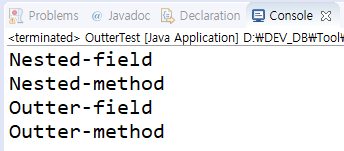 Problems @ Javadoc Declaration Console
<terminated> OutterTest [Java Application] D:₩DEV_DB₩Tool₩
Nested-field
Nested-method
Outter-field
Outter-method